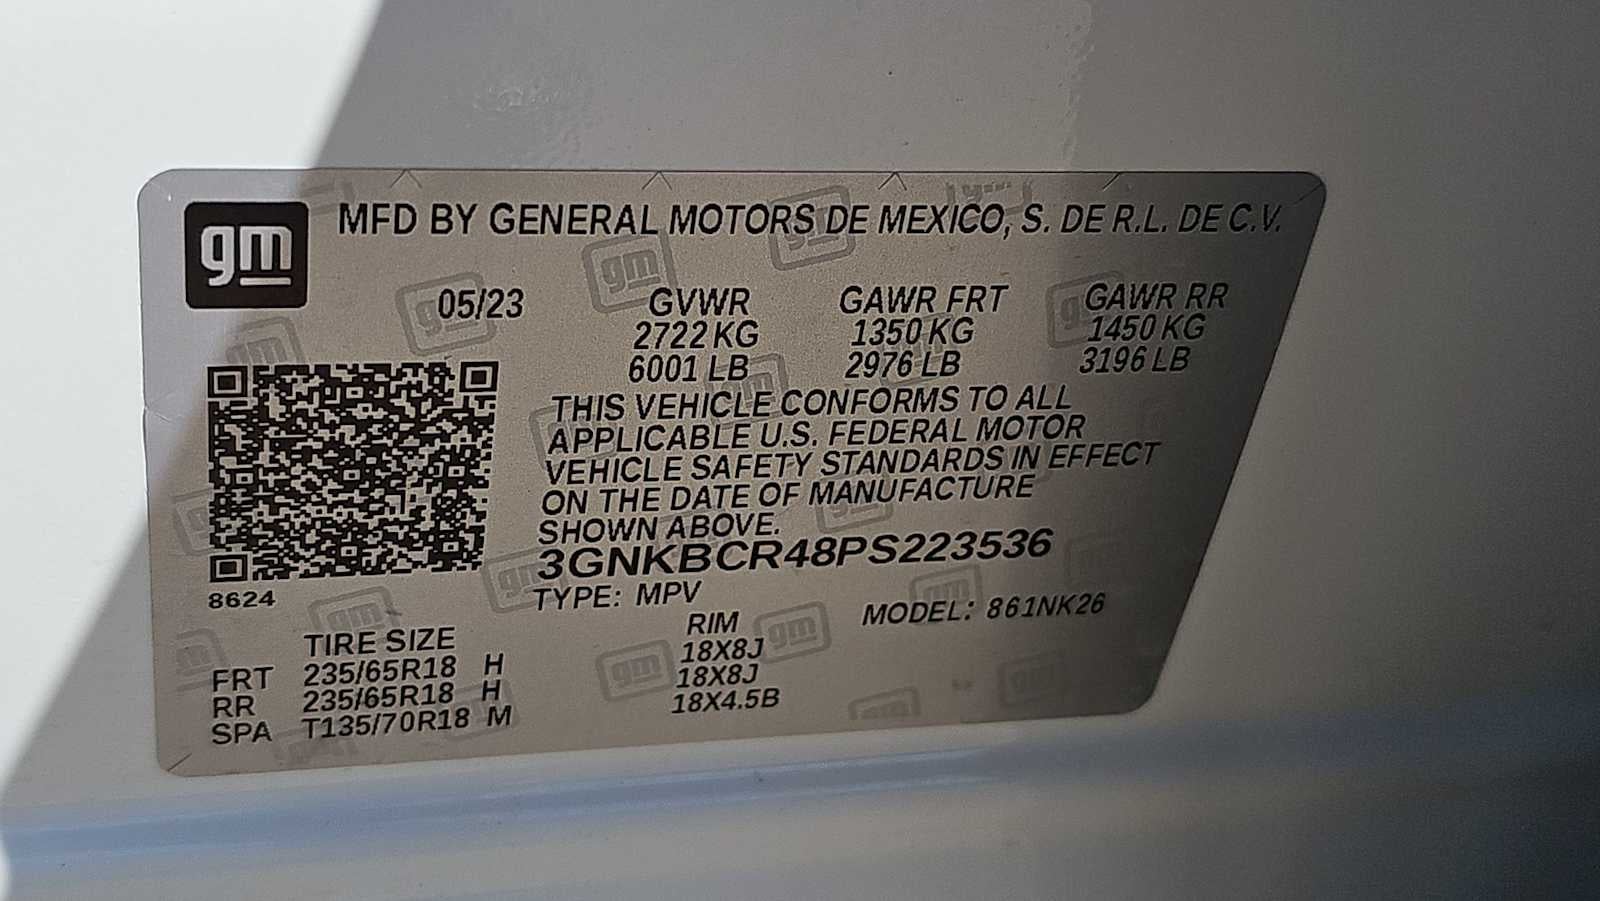 gm
MFD BY GENERAL MOTORS DE MEXICO, S. DE R.L. DE C.V.
05/23 GVWR GAWR FRT GAWR RR
2722 KG 1350 KG 1450 KG
6001 LB 2976 LB 3196 LB
THIS VEHICLE CONFORMS TO ALL
APPLICABLE U.S. FEDERAL MOTOR
VEHICLE SAFETY STANDARDS IN EFFECT
ON THE DATE OF MANUFACTURE
SHOWN ABOVE.
3GNKBCR48PS223536
8624
TYPE: MPV MODEL: 861NK26
TIRE SIZE RIM
FRT 235/65R18 H 18X8J
RR 235/65R18 H 18X8J
SPA T135/70R18 M 18X4.5B